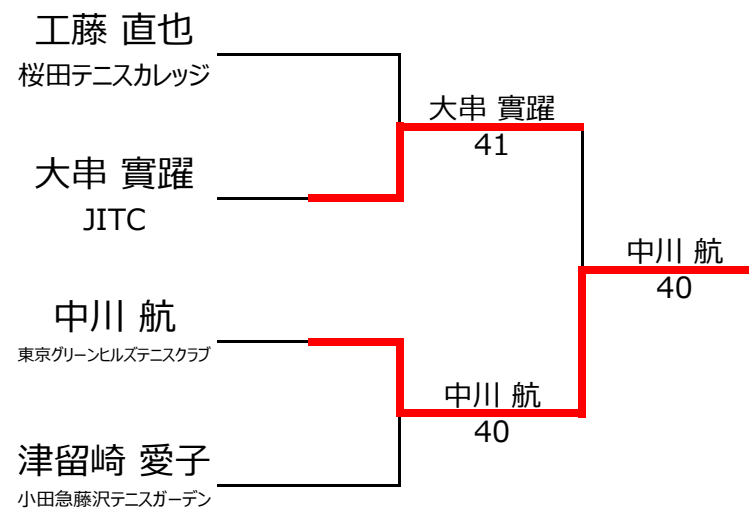 工藤 直也
桜田テニスカレッジ
大串 實躍
41
大串 實躍
JITC
中川 航
40
中川 航
東京グリーンヒルズテニスクラブ
中川 航
40
津留崎 愛子
小田急藤沢テニスガーデン